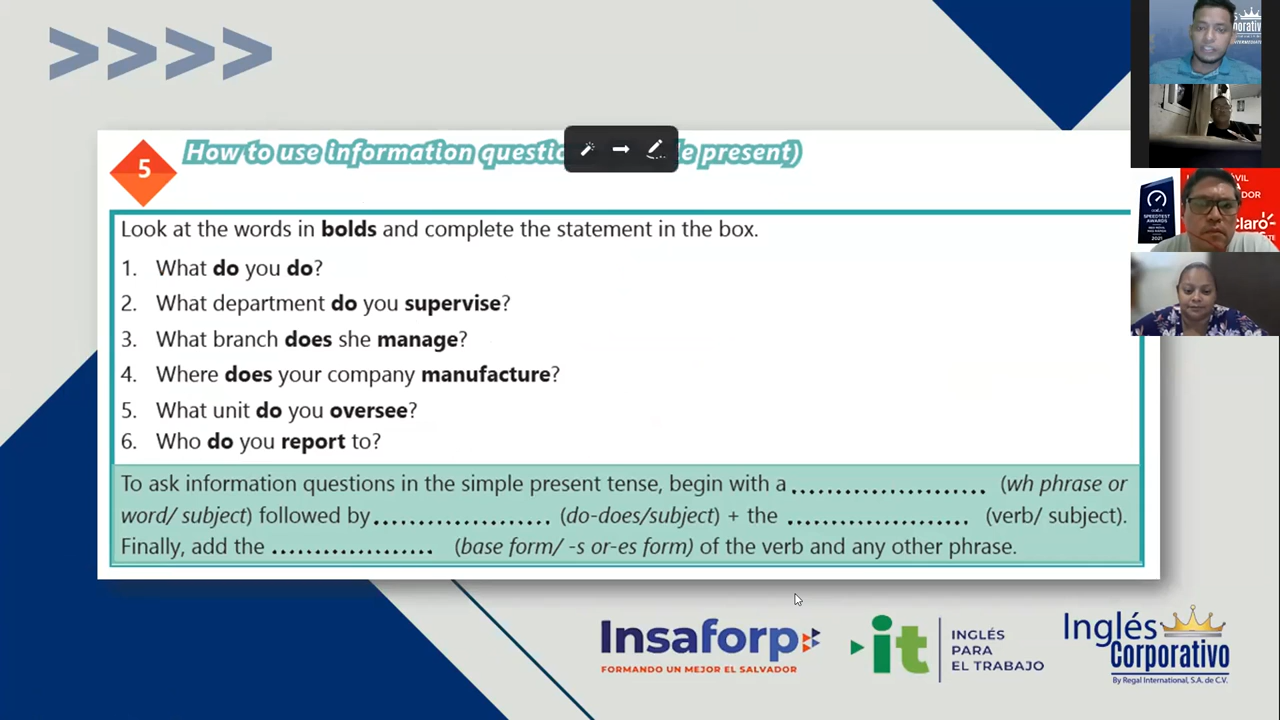 5
How to use information questio e present)
Look at the words in bolds and complete the statement in the box.
1. What do you do?
2. What department do you supervise?
3. What branch does she manage?
4. Where does your company manufacture?
5. What unit do you oversee?
6. Who do you report to?
To ask information questions in the simple present tense, begin with a ........................ (wh phrase or
word/ subject) followed by........................ (do-does/subject) + the ........................ (verb/ subject).
Finally, add the ..................... (base form/ -s or-es form) of the verb and any other phrase.
Insaforp
FORMANDO UN MEJOR EL SALVADOR
it
INGLÉS
PARA
EL TRABAJO
Inglés
Corporativo
By Regal International, S.A. de C.V.
SPEEDTEST
AWARDS
2021
Claro